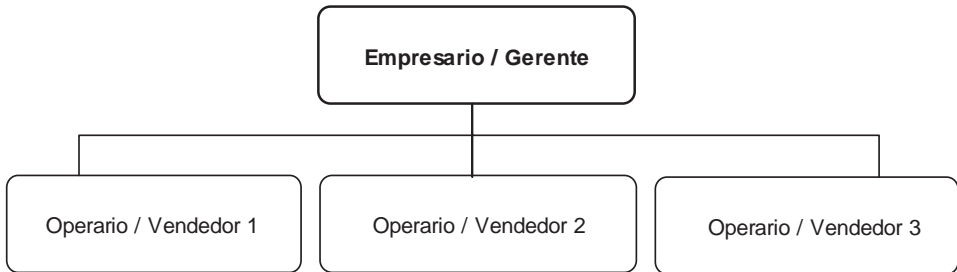 Empresario / Gerente
Operario / Vendedor 1
Operario / Vendedor 2
Operario / Vendedor 3